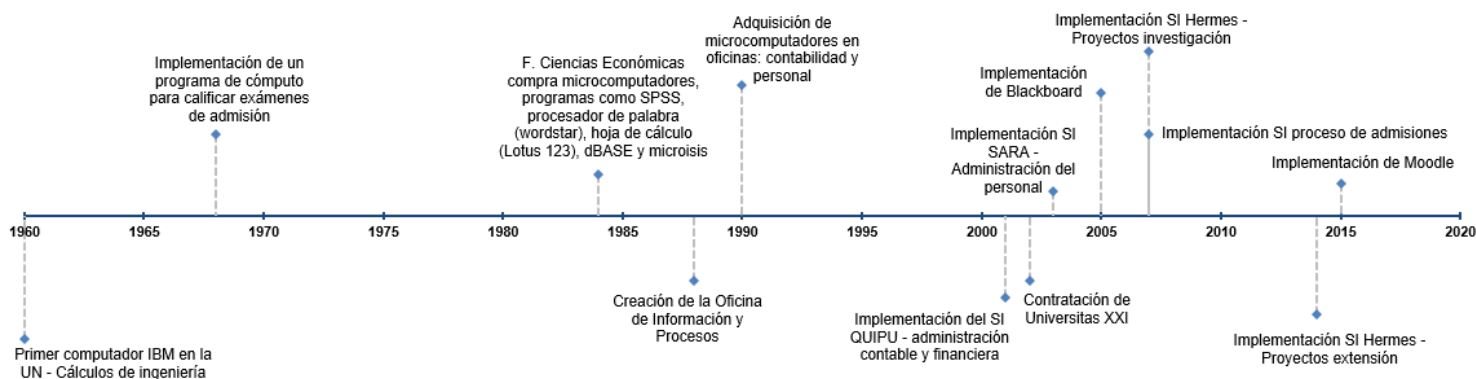 Implementación de un
programa de cómputo
para calificar exámenes
de admisión
F. Ciencias Económicas
compra microcomputadores,
programas como SPSS,
procesador de palabra
(wordstar), hoja de cálculo
(Lotus 123), dBASE y microisis
Adquisición de
microcomputadores en
oficinas: contabilidad y
personal
Implementación SI Hermes -
Proyectos investigación
Implementación
de Blackboard
Implementación SI
SARA -
Administración del
personal
Implementación SI proceso de admisiones
Implementación de Moodle
1960 1965 1970 1975 1980 1985 1990 1995 2000 2005 2010 2015 2020
Primer computador IBM en la
UN - Cálculos de ingeniería
Creación de la Oficina
de Información y
Procesos
Implementación del SI
QUIPU - administración
contable y financiera
Contratación de
Universitas XXI
Implementación SI Hermes -
Proyectos extensión